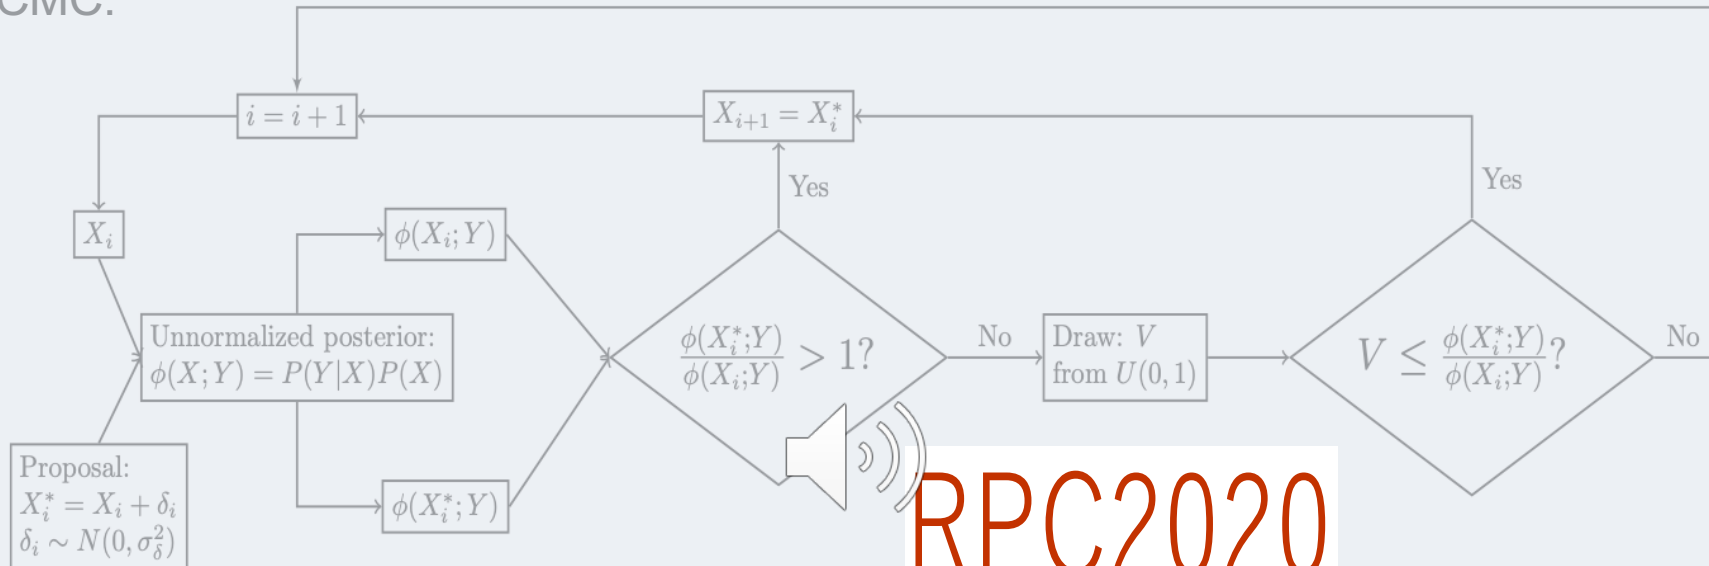 CMC:
i = i + 1
X_{i+1} = X_i^*
Yes
Yes
X_i
ϕ(X_i; Y)
Unnormalized posterior:
ϕ(X; Y) = P(Y|X)P(X)
ϕ(X_i^*;Y)/ϕ(X_i;Y) > 1?
No
Draw: V
from U(0, 1)
V ≤ ϕ(X_i^*;Y)/ϕ(X_i;Y)?
No
Proposal:
X_i^* = X_i + δ_i
δ_i ∼ N(0, σ_δ^2)
ϕ(X_i^*; Y)
RPC2020